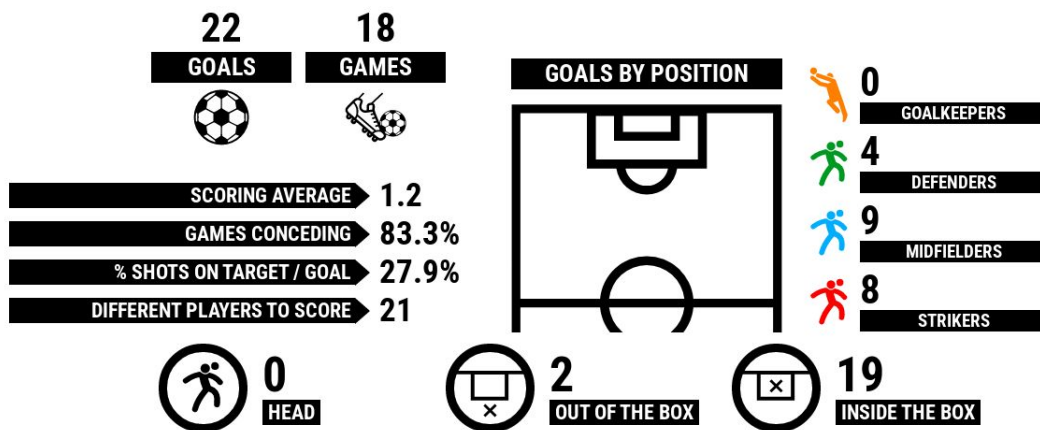 22
GOALS
18
GAMES
SCORING AVERAGE 1.2
GAMES CONCEDING 83.3%
% SHOTS ON TARGET / GOAL 27.9%
DIFFERENT PLAYERS TO SCORE 21
GOALS BY POSITION
0
GOALKEEPERS
4
DEFENDERS
9
MIDFIELDERS
8
STRIKERS
0
HEAD
2
OUT OF THE BOX
19
INSIDE THE BOX